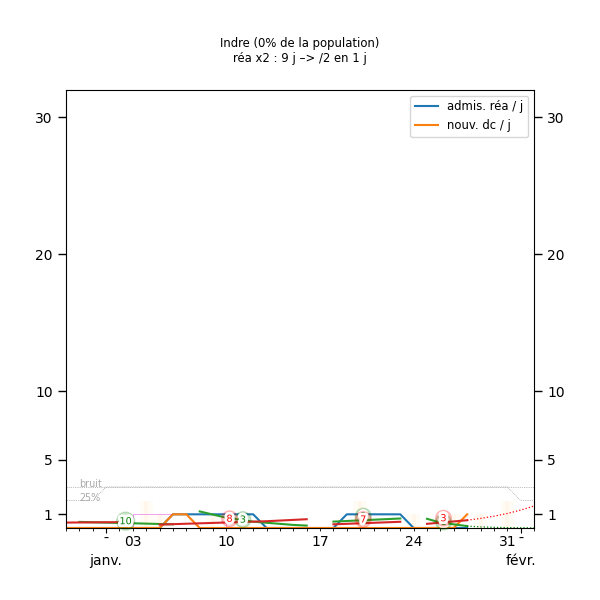 Indre (0% de la population)
réa x2 : 9 j –> /2 en 1 j
admis. réa / j
nouv. dc / j
30 30
20 20
10 10
5 5
bruit
25%
1 10 8 3 7 3 1
- 03 10 17 24 31 -
janv. févr.